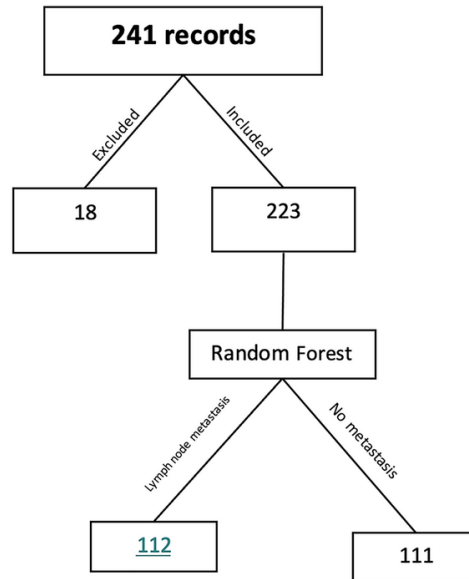 241 records
Excluded
Included
18
223
Random Forest
Lymph node metastasis
No metastasis
112
111